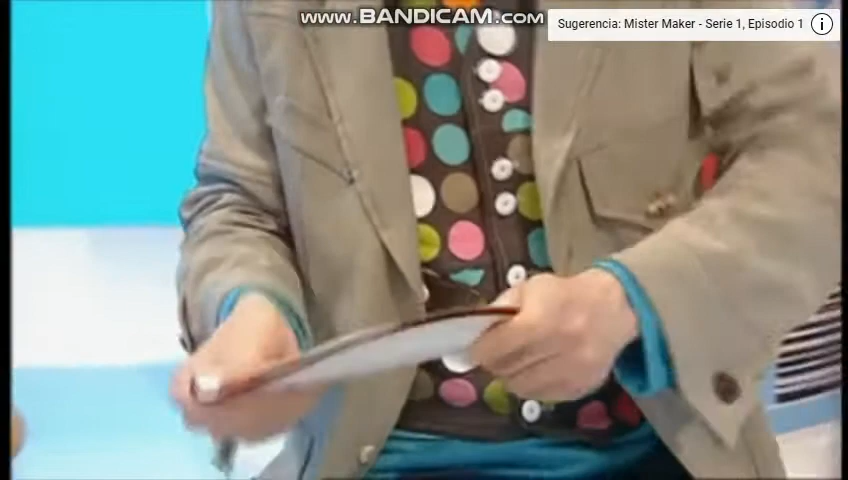 www.BANDICAM.com
Sugerencia: Mister Maker - Serie 1, Episodio 1